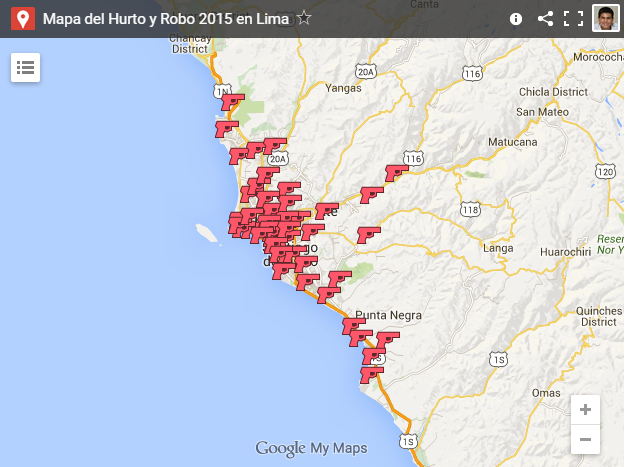 Mapa del Hurto y Robo 2015 en Lima
Canta
Chancay
District
20A
116
Morococha
1N
Yangas
Chicla District
San Mateo
Matucana
20A
116
120
118
Langa
Huarochiri
Reser
Nor Y
Punta Negra
Quinches
District
1S
1S
Omas
1S
Google My Maps